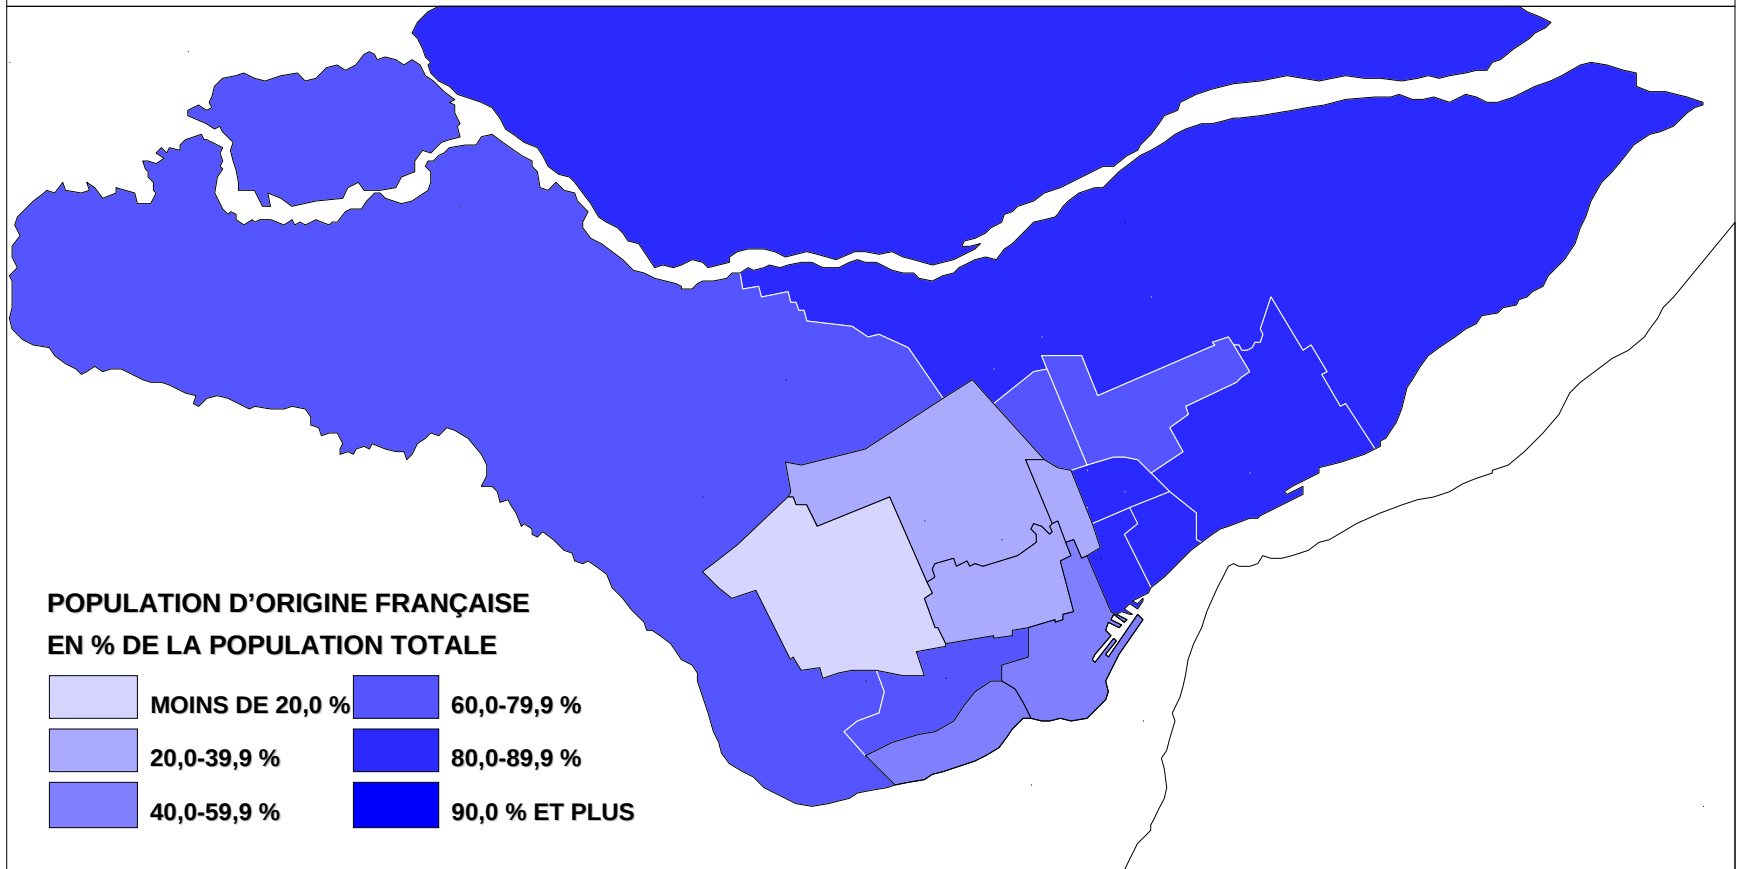 POPULATION D’ORIGINE FRANÇAISE
EN % DE LA POPULATION TOTALE
MOINS DE 20,0 %
20,0-39,9 %
40,0-59,9 %
60,0-79,9 %
80,0-89,9 %
90,0 % ET PLUS